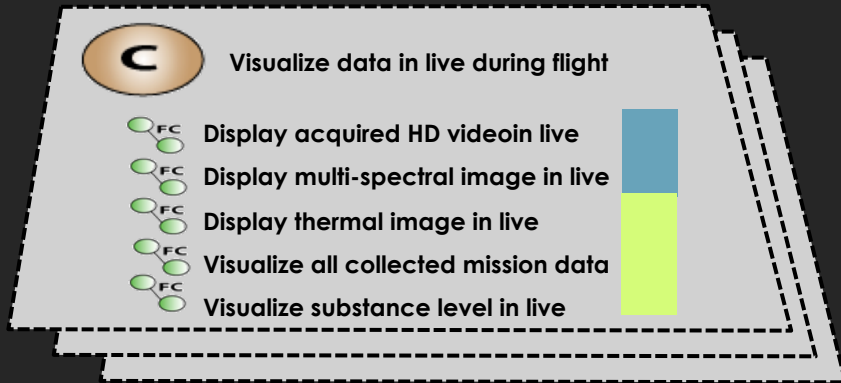 C
Visualize data in live during flight
FC Display acquired HD videoin live
FC Display multi-spectral image in live
FC Display thermal image in live
FC Visualize all collected mission data
FC Visualize substance level in live